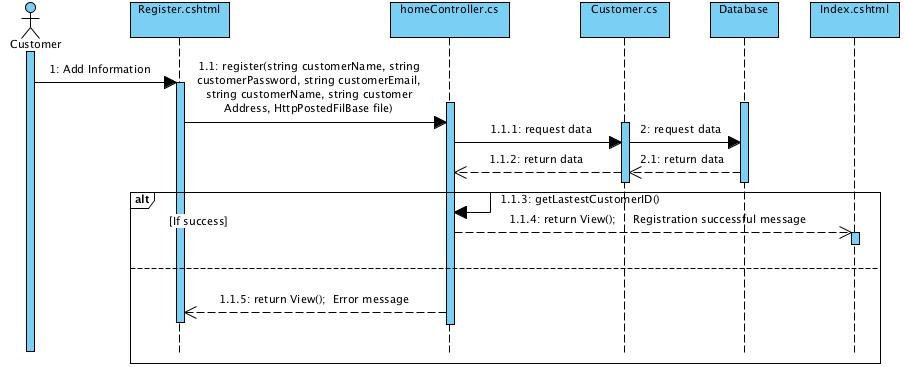 Register.cshtml
homeController.cs
Customer.cs
Database
Index.cshtml
Customer
1: Add Information
1.1: register(string customerName, string
customerPassword, string customerEmail,
string customerName, string customer
Address, HttpPostedFilBase file)
1.1.1: request data
2: request data
1.1.2: return data
2.1: return data
alt
1.1.3: getLastestCustomerID()
[If success]
1.1.4: return View(); Registration successful message
1.1.5: return View(); Error message